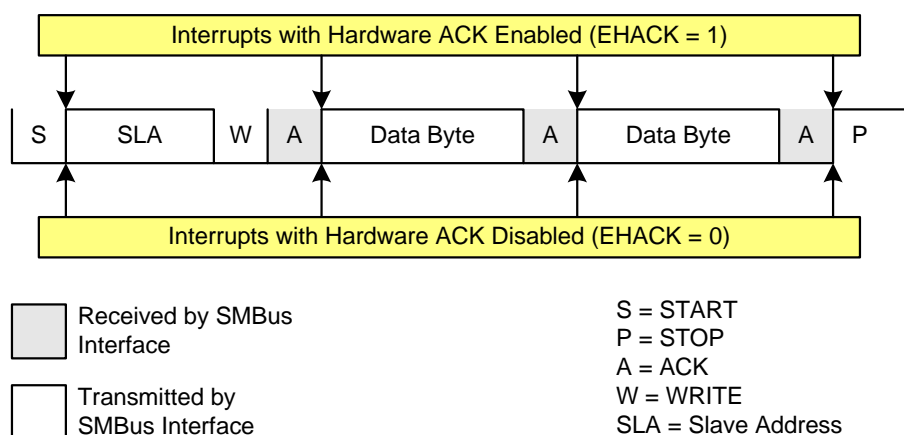 Interrupts with Hardware ACK Enabled (EHACK = 1)
S SLA W A Data Byte A Data Byte A P
Interrupts with Hardware ACK Disabled (EHACK = 0)
Received by SMBus
Interface
Transmitted by
SMBus Interface
S = START
P = STOP
A = ACK
W = WRITE
SLA = Slave Address